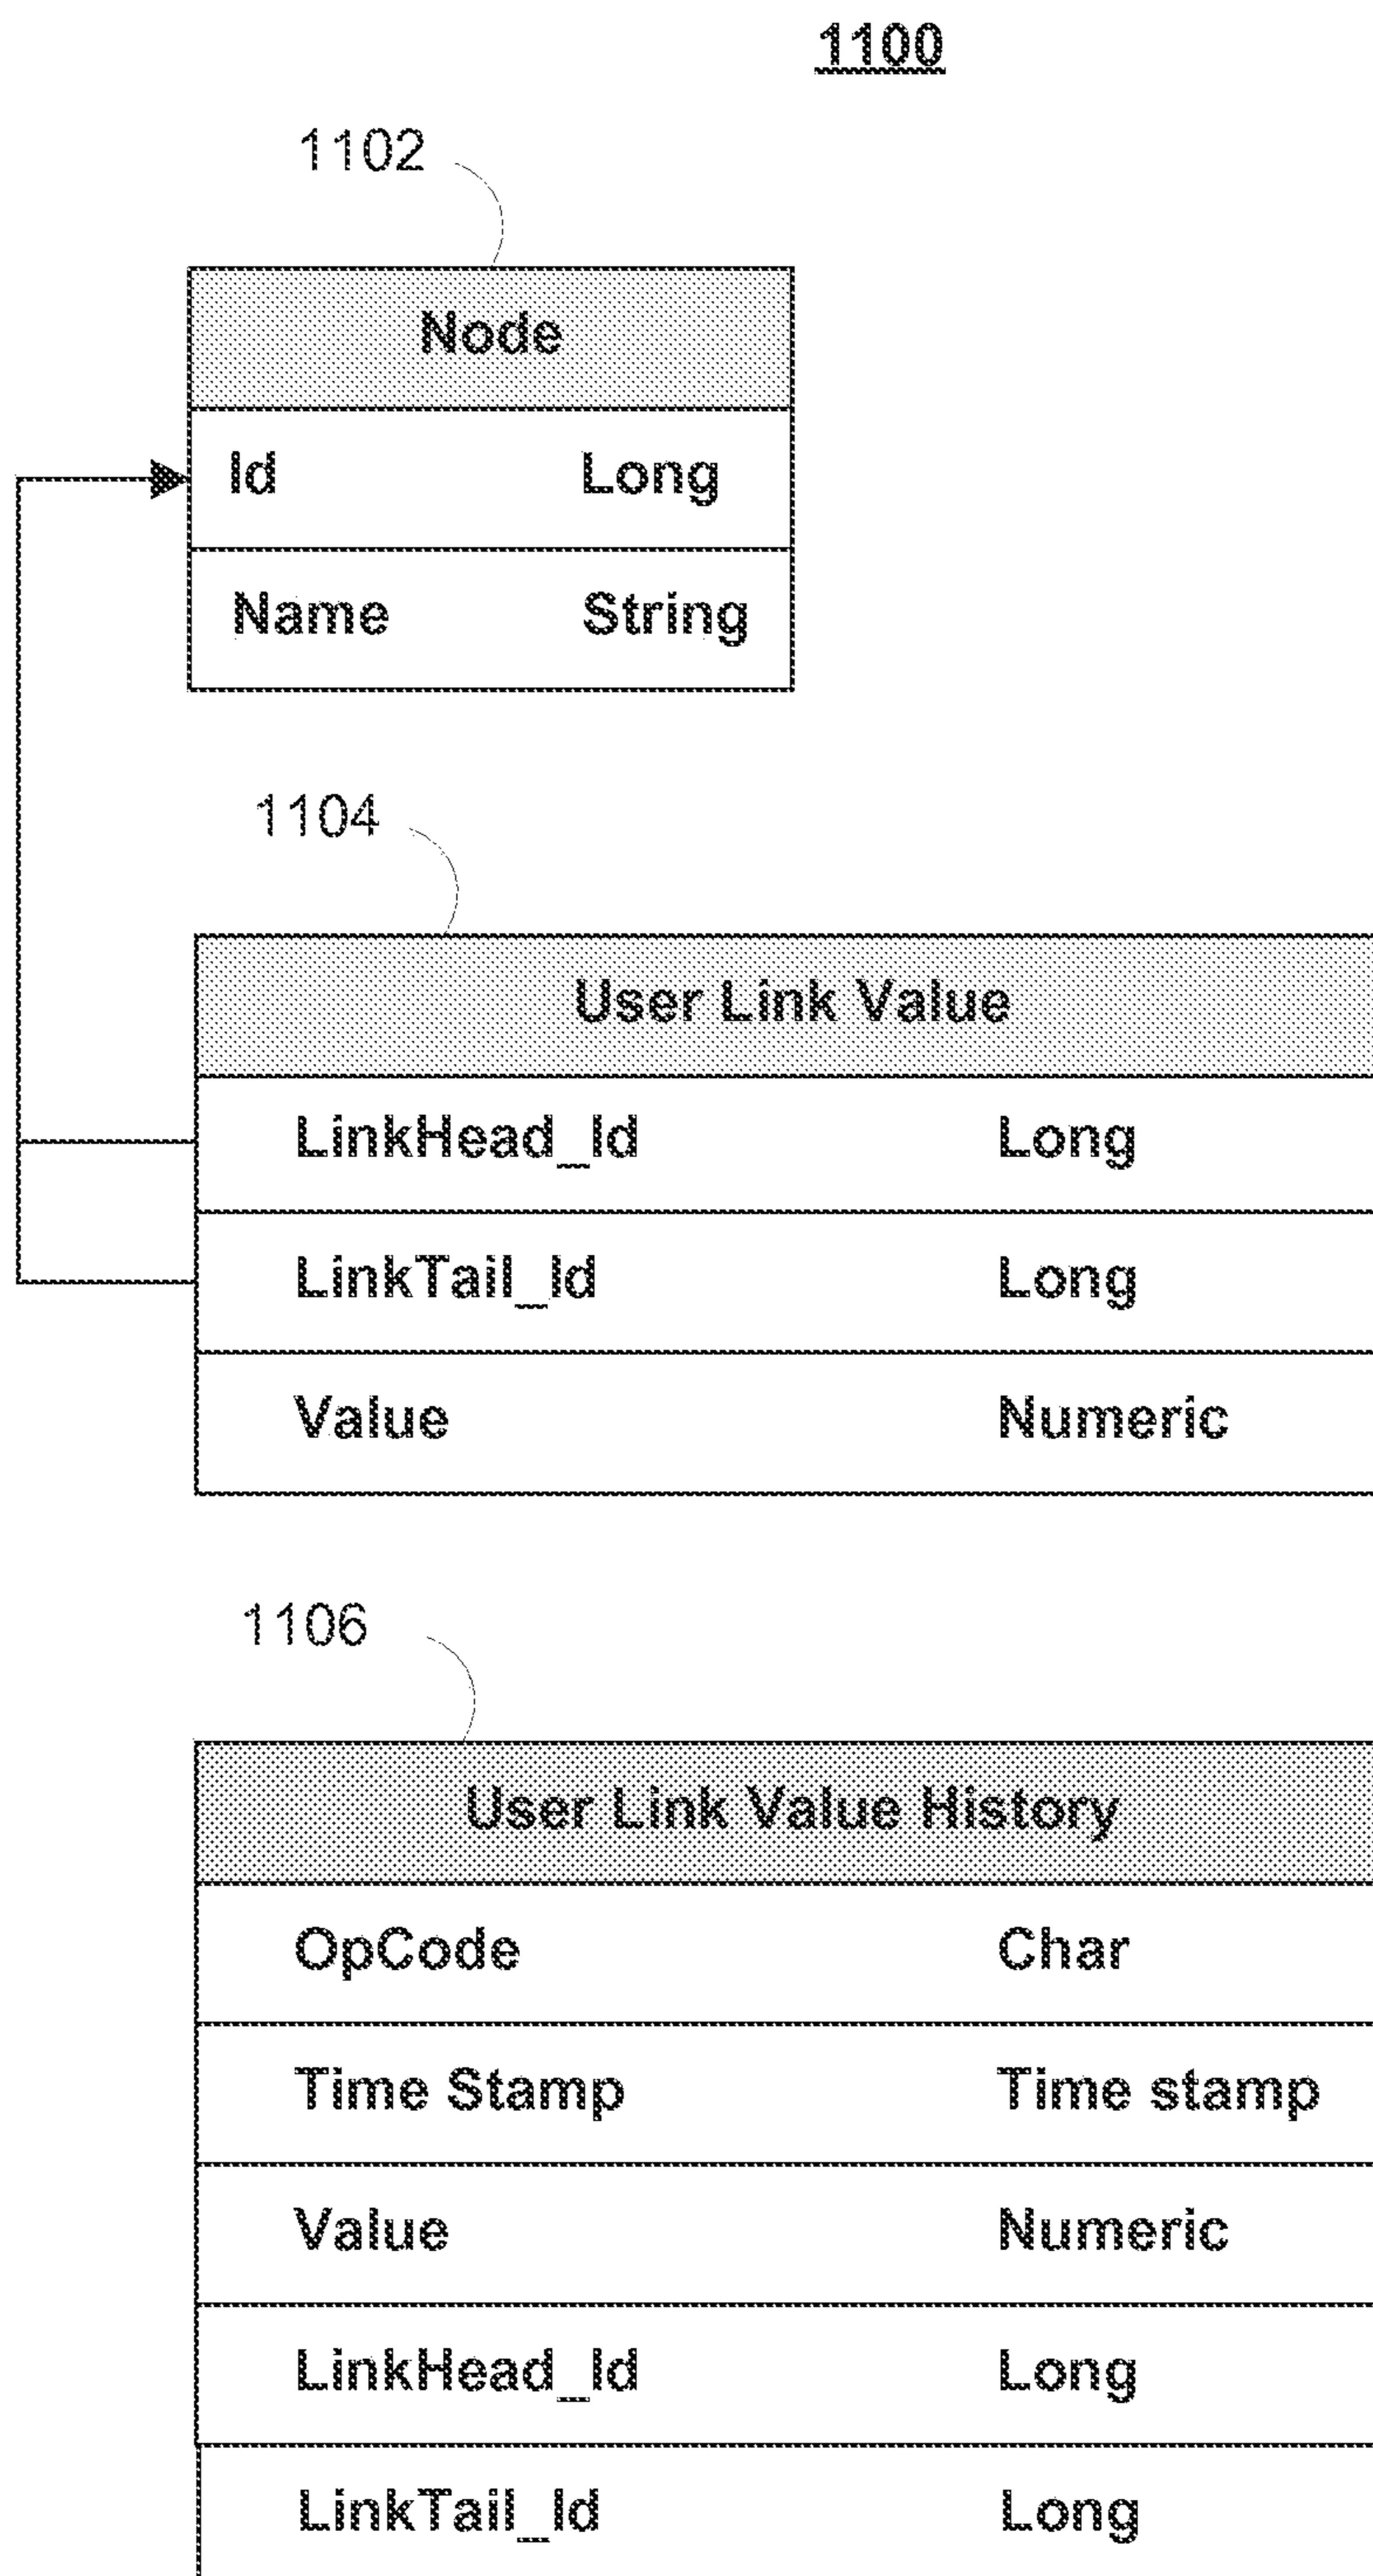 1100
1102
Node
Id Long
Name String
1104
User Link Value
LinkHead_Id Long
LinkTail_Id Long
Value Numeric
1106
User Link Value History
OpCode Char
Time Stamp Time stamp
Value Numeric
LinkHead_Id Long
LinkTail_Id Long